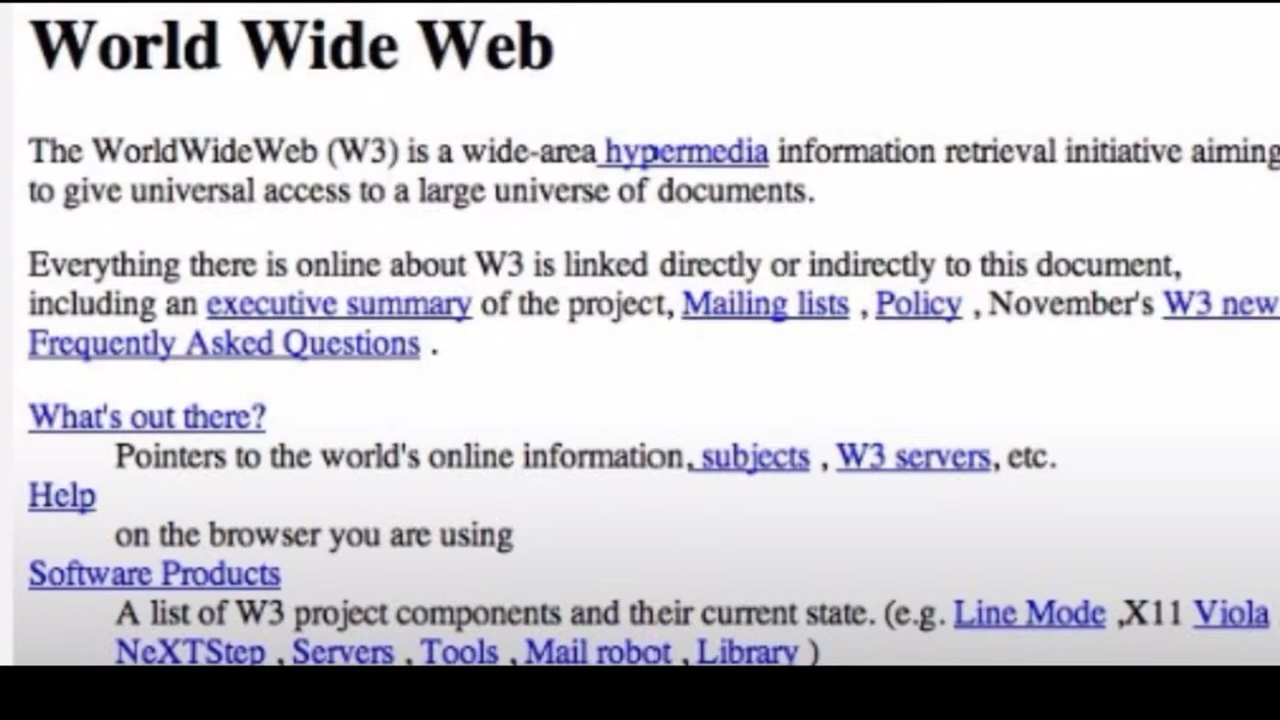 World Wide Web
The WorldWideWeb (W3) is a wide-area hypermedia information retrieval initiative aiming
to give universal access to a large universe of documents.
Everything there is online about W3 is linked directly or indirectly to this document,
including an executive summary of the project, Mailing lists , Policy , November's W3 new
Frequently Asked Questions .
What's out there?
Pointers to the world's online information, subjects , W3 servers, etc.
Help
on the browser you are using
Software Products
A list of W3 project components and their current state. (e.g. Line Mode ,X11 Viola
NeXTStep , Servers , Tools , Mail robot , Library )